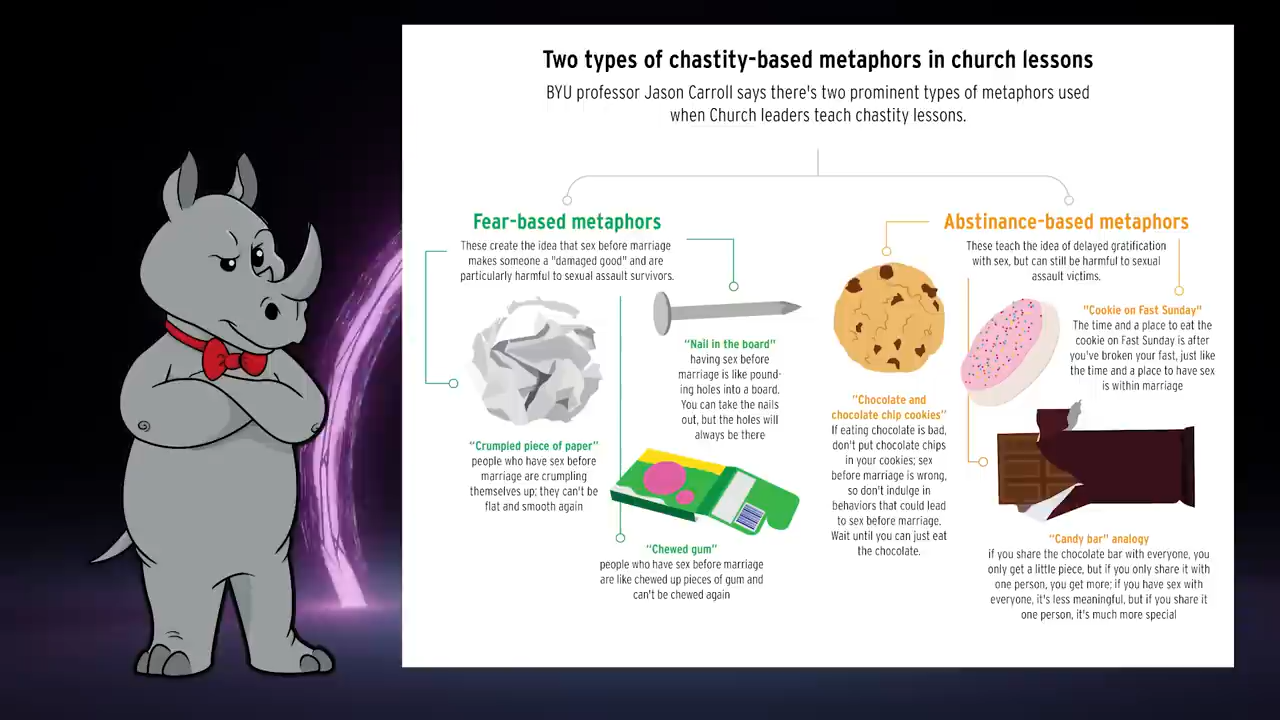 Two types of chastity-based metaphors in church lessons
BYU professor Jason Carroll says there's two prominent types of metaphors used
when Church leaders teach chastity lessons.
Fear-based metaphors
These create the idea that sex before marriage
makes someone a "damaged good" and are
particularly harmful to sexual assault survivors.
"Nail in the board"
having sex before
marriage is like pound-
ing holes into a board.
You can take the nails
out, but the holes will
always be there
"Crumpled piece of paper"
people who have sex before
marriage are crumpling
themselves up; they can't be
flat and smooth again
"Chewed gum"
people who have sex before marriage
are like chewed up pieces of gum and
can't be chewed again
Abstinance-based metaphors
These teach the idea of delayed gratification
with sex, but can still be harmful to sexual
assault victims.
"Cookie on Fast Sunday"
The time and a place to eat the
cookie on Fast Sunday is after
you've broken your fast, just like
the time and a place to have sex
is within marriage
"Chocolate and
chocolate chip cookies"
If eating chocolate is bad,
don't put chocolate chips
in your cookies; sex
before marriage is wrong,
so don't indulge in
behaviors that could lead
to sex before marriage.
Wait until you can just eat
the chocolate.
"Candy bar" analogy
if you share the chocolate bar with everyone, you
only get a little piece, but if you only share it with
one person, you get more; if you have sex with
everyone, it's less meaningful, but if you share it
one person, it's much more special